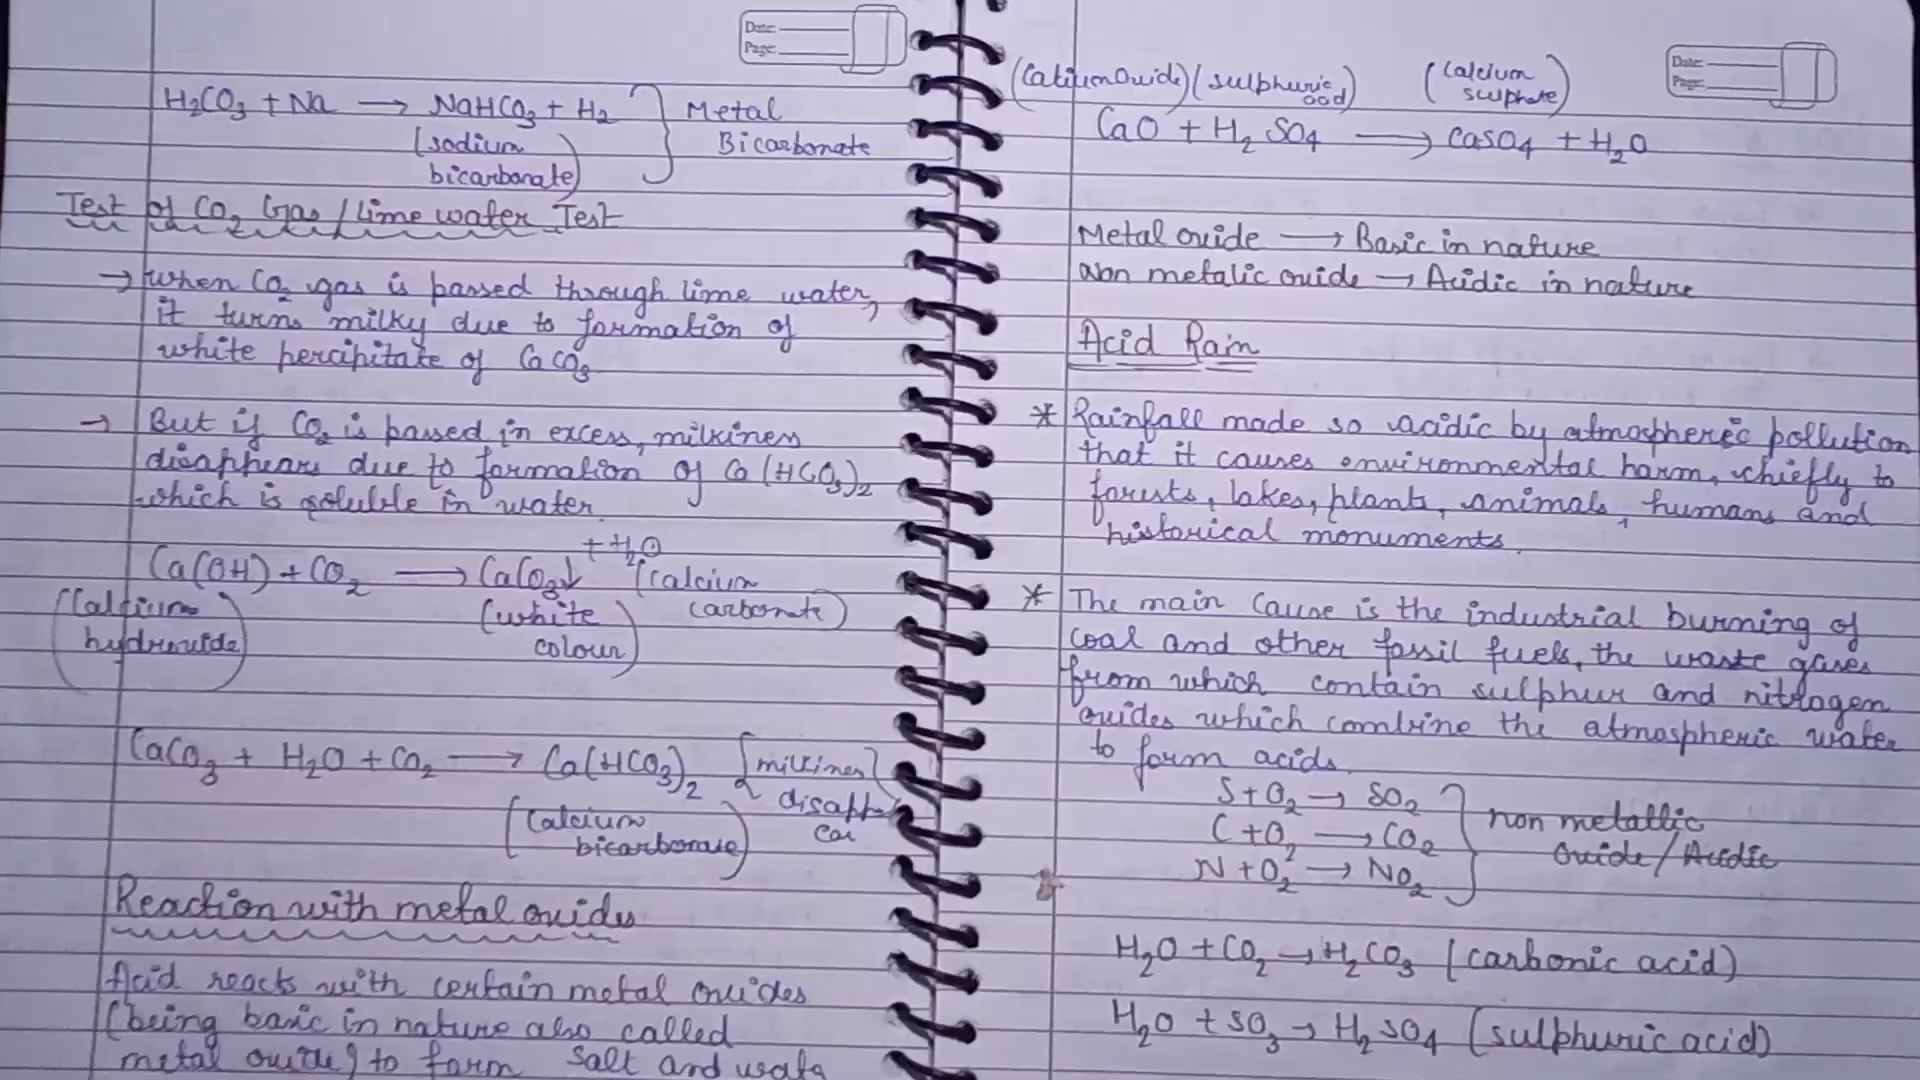 Date:
Page:
H₂CO₃ + Na → NaHCO₃ + H₂ } Metal
(sodium Bicarbonate
bicarbonate)
Test of CO₂ Gas / lime water Test
→ when CO₂ gas is passed through lime water,
it turns milky due to formation of
white percipitate of CaCO₃
→ But if CO₂ is passed in excess, milkiness
disappears due to formation of Ca(HCO₃)₂
which is soluble in water.
+ H₂O
Ca(OH) + CO₂ → CaCO₃↓ (calcium
(Calcium (white carbonate)
hydroxide) colour)
CaCO₃ + H₂O + CO₂ → Ca(HCO₃)₂ {milkiness
disappe
(Calcium ear
bicarbonate)
Reaction with metal oxides
Acid reacts with certain metal oxides
(being basic in nature also called
metal oxide) to form salt and
Date:
Page:
(Calcium Oxide) (sulphuric (Calcium
acid) sulphate)
CaO + H₂SO₄ → CaSO₄ + H₂O
Metal oxide → Basic in nature
Non metalic oxide → Acidic in nature
Acid Rain
* Rainfall made so acidic by atmospheric pollution
that it causes environmental harm, chiefly to
forests, lakes, plants, animals, humans and
historical monuments.
* The main cause is the industrial burning of
coal and other fossil fuels, the waste gases
from which contain sulphur and nitrogen
oxides which combine the atmospheric water
to form acids.
S + O₂ → SO₂
C + O₂ → CO₂ } non metallic
N + O₂ → NO₂ oxide/Acidic
H₂O + CO₂ → H₂CO₃ (carbonic acid)
H₂O + SO₃ → H₂SO₄ (sulphuric acid)